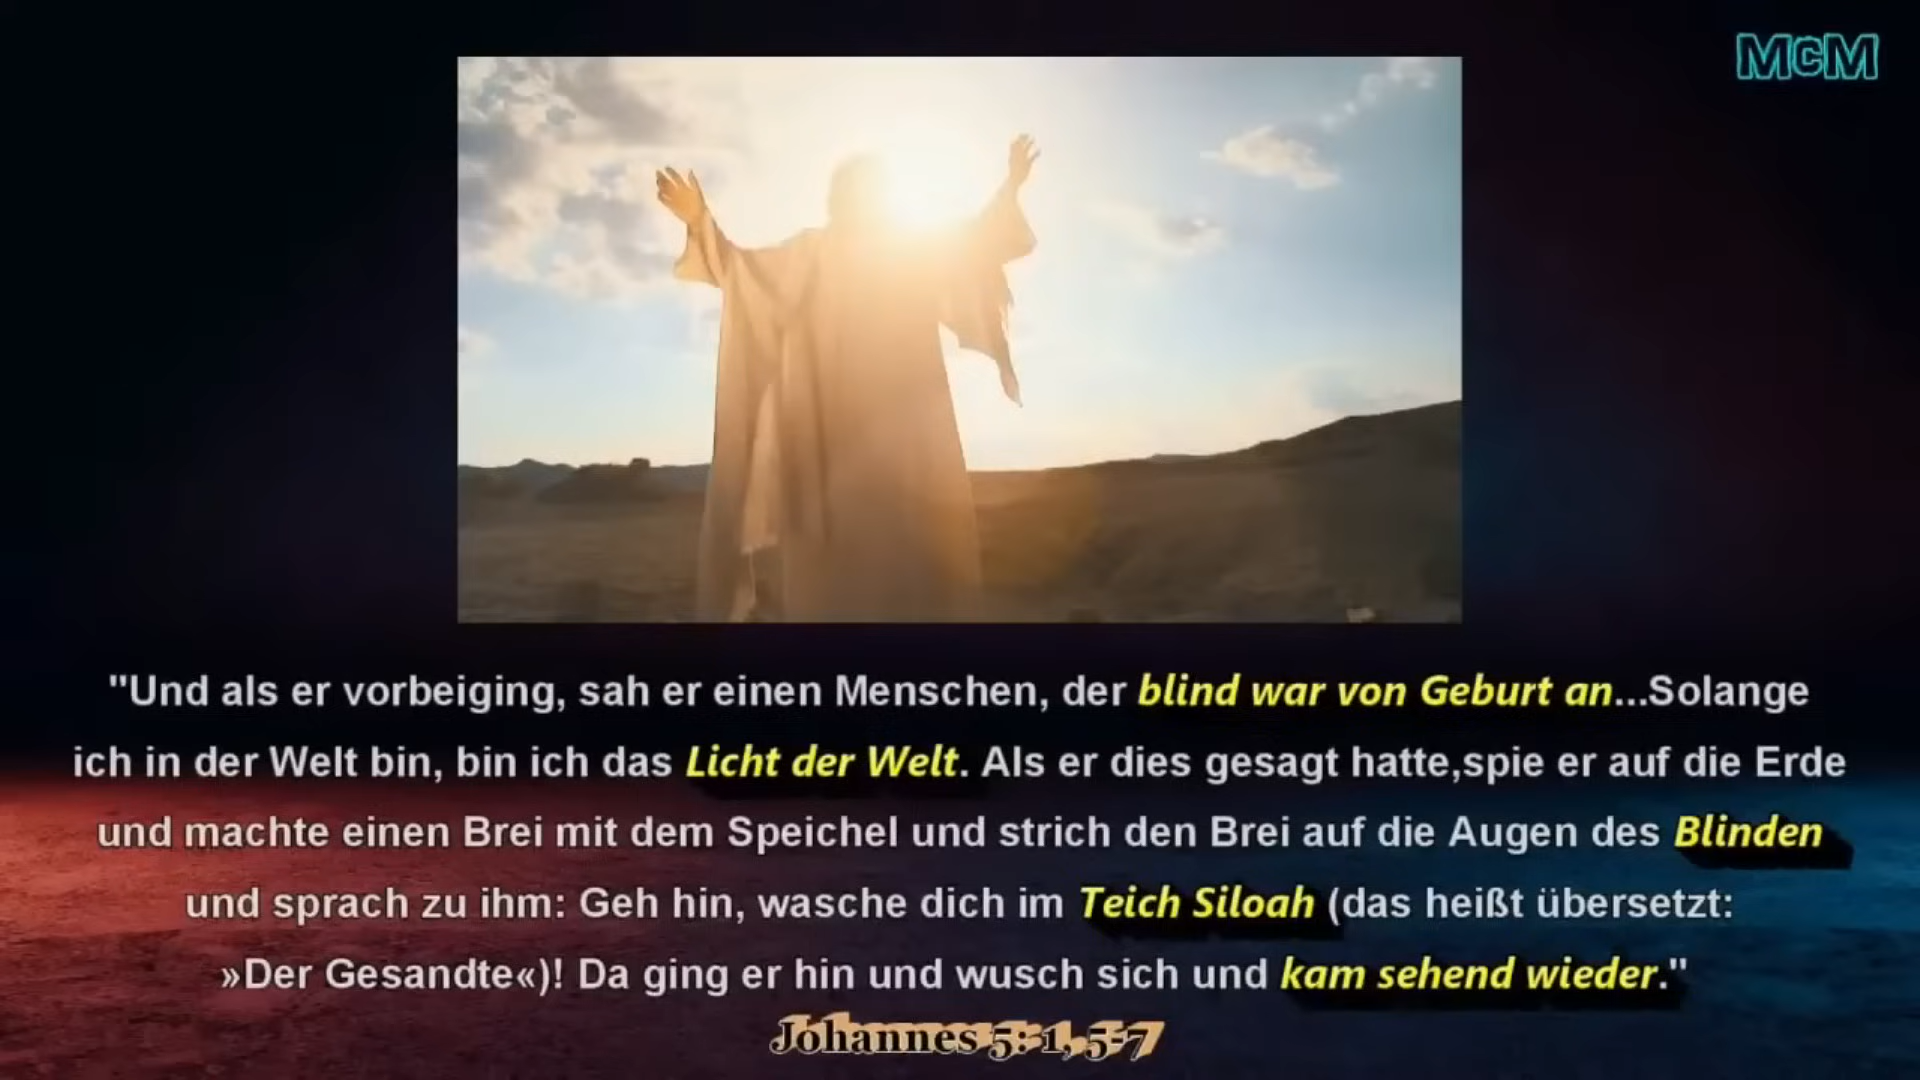 McM
"Und als er vorbeiging, sah er einen Menschen, der blind war von Geburt an...Solange
ich in der Welt bin, bin ich das Licht der Welt. Als er dies gesagt hatte,spie er auf die Erde
und machte einen Brei mit dem Speichel und strich den Brei auf die Augen des Blinden
und sprach zu ihm: Geh hin, wasche dich im Teich Siloah (das heißt übersetzt:
»Der Gesandte«)! Da ging er hin und wusch sich und kam sehend wieder."
Johannes 5: 1, 5-7